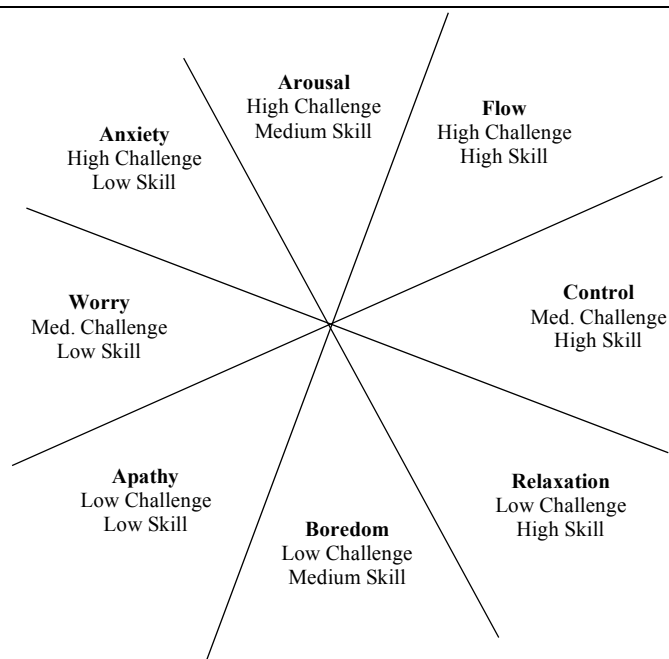 Arousal
High Challenge
Medium Skill
Flow
High Challenge
High Skill
Anxiety
High Challenge
Low Skill
Control
Med. Challenge
High Skill
Worry
Med. Challenge
Low Skill
Apathy
Low Challenge
Low Skill
Relaxation
Low Challenge
High Skill
Boredom
Low Challenge
Medium Skill